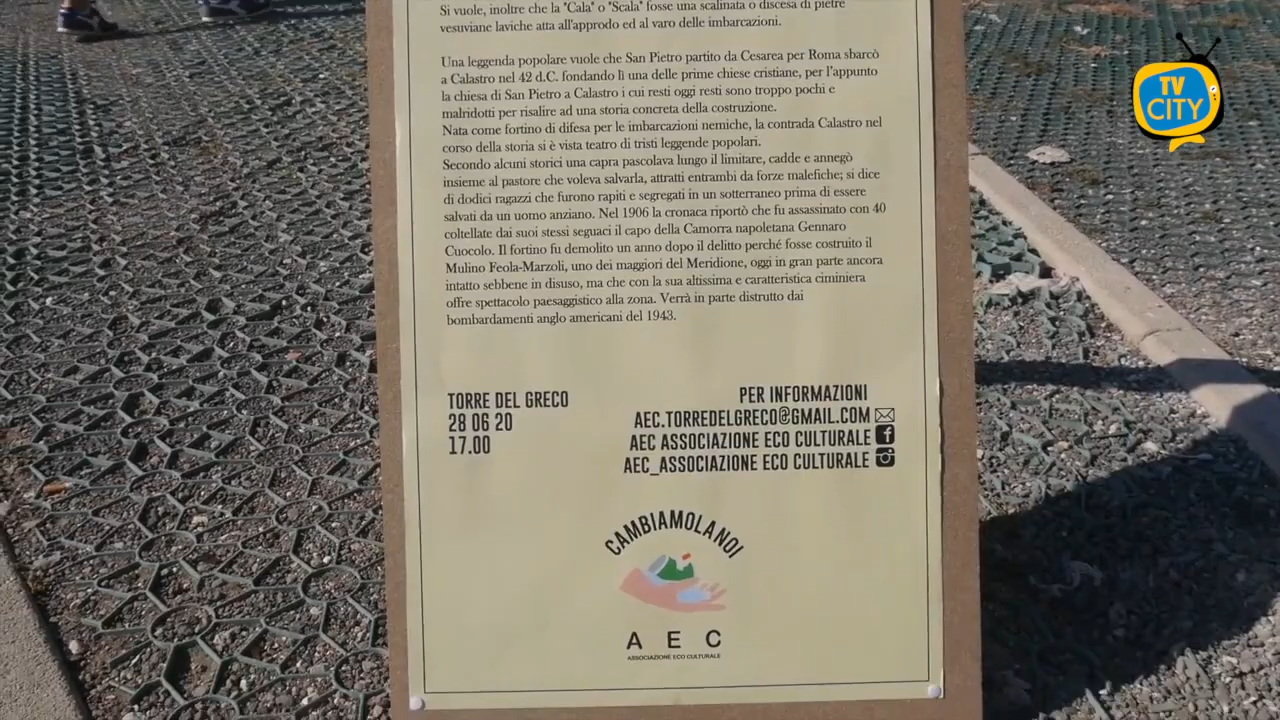 Si vuole, inoltre che la "Cala" o "Scala" fosse una scalinata o discesa di pietre
vesuviane laviche atta all'approdo ed al varo delle imbarcazioni.
Una leggenda popolare vuole che San Pietro partito da Cesarea per Roma sbarcò
a Calastro nel 42 d.C. fondando lì una delle prime chiese cristiane, per l'appunto
la chiesa di San Pietro a Calastro i cui resti oggi resti sono troppo pochi e
malridotti per risalire ad una storia concreta della costruzione.
Nata come fortino di difesa per le imbarcazioni nemiche, la contrada Calastro nel
corso della storia si è vista teatro di tristi leggende popolari.
Secondo alcuni storici una capra pascolava lungo il limitare, cadde e annegò
insieme al pastore che voleva salvarla, attratti entrambi da forze malefiche; si dice
di dodici ragazzi che furono rapiti e segregati in un sotterraneo prima di essere
salvati da un uomo anziano. Nel 1906 la cronaca riportò che fu assassinato con 40
coltellate dai suoi stessi seguaci il capo della Camorra napoletana Gennaro
Cuocolo. Il fortino fu demolito un anno dopo il delitto perché fosse costruito il
Mulino Feola-Marzoli, uno dei maggiori del Meridione, oggi in gran parte ancora
intatto sebbene in disuso, ma che con la sua altissima e caratteristica ciminiera
offre spettacolo paesaggistico alla zona. Verrà in parte distrutto dai
bombardamenti anglo americani del 1943.
TORRE DEL GRECO
28 06 20
17.00
PER INFORMAZIONI
AEC.TORREDELGRECO@GMAIL.COM
AEC ASSOCIAZIONE ECO CULTURALE
AEC_ASSOCIAZIONE ECO CULTURALE
CAMBIAMOLANOI
A E C
ASSOCIAZIONE ECO CULTURALE
TV
CITY